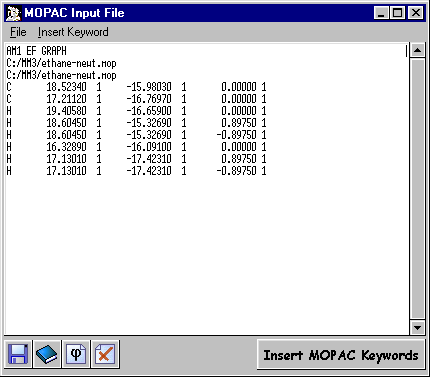 MOPAC Input File
File Insert Keyword
AM1 EF GRAPH
C:/MM3/ethane-newt.mop
C:/MM3/ethane-newt.mop
C 18.52340 1 -15.98030 1 0.00000 1
C 17.21120 1 -16.76970 1 0.00000 1
H 19.40580 1 -16.65900 1 0.00000 1
H 18.60450 1 -15.32690 1 0.89750 1
H 18.60450 1 -15.32690 1 -0.89750 1
H 16.32890 1 -16.09100 1 0.00000 1
H 17.13010 1 -17.42310 1 0.89750 1
H 17.13010 1 -17.42310 1 -0.89750 1
φ
Insert MOPAC Keywords